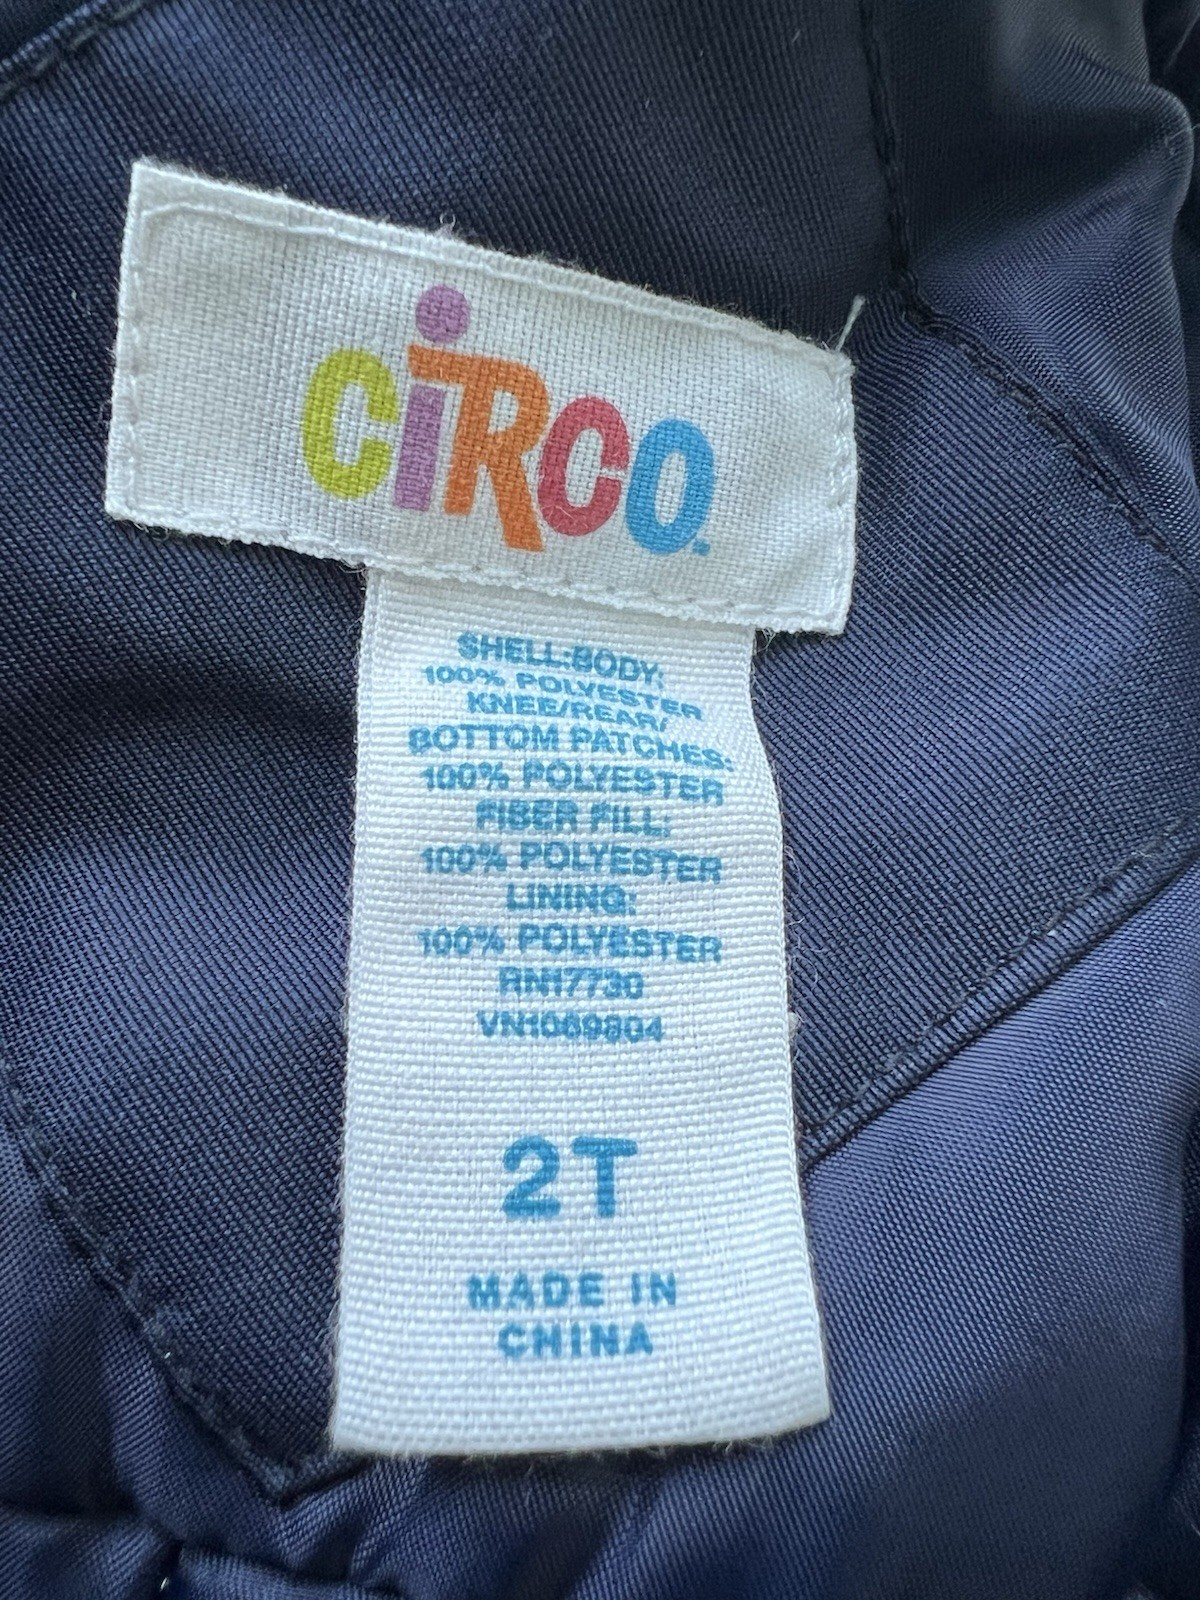 CiRCO.
SHELL:BODY:
100% POLYESTER
KNEE/REAR/
BOTTOM PATCHES:
100% POLYESTER
FIBER FILL:
100% POLYESTER
LINING:
100% POLYESTER
RN17730
VN1069804
2T
MADE IN
CHINA